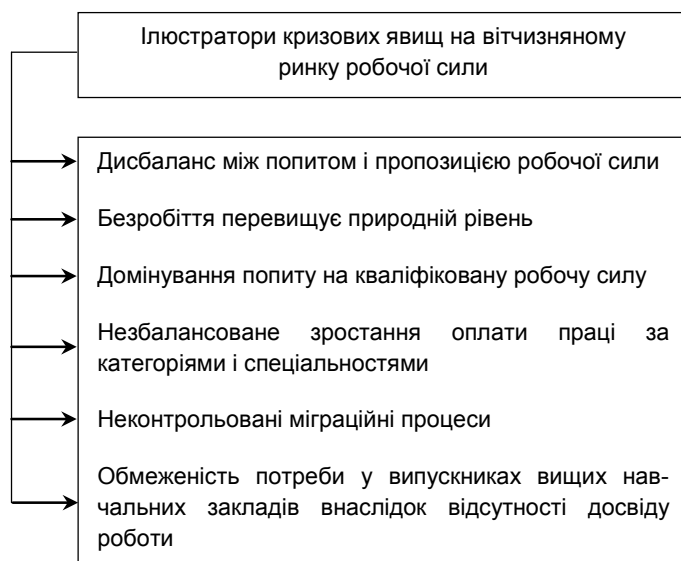 Ілюстратори кризових явищ на вітчизняному
ринку робочої сили
Дисбаланс між попитом і пропозицією робочої сили
Безробіття перевищує природній рівень
Домінування попиту на кваліфіковану робочу силу
Незбалансоване зростання оплати праці за
категоріями і спеціальностями
Неконтрольовані міграційні процеси
Обмеженість потреби у випускниках вищих нав-
чальних закладів внаслідок відсутності досвіду
роботи